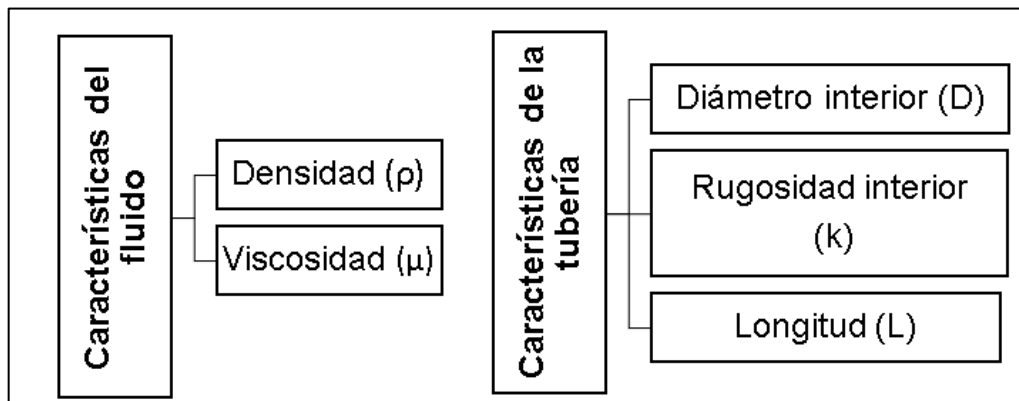 Características del
fluido
Densidad (ρ)
Viscosidad (μ)
Características de la
tubería
Diámetro interior (D)
Rugosidad interior
(k)
Longitud (L)